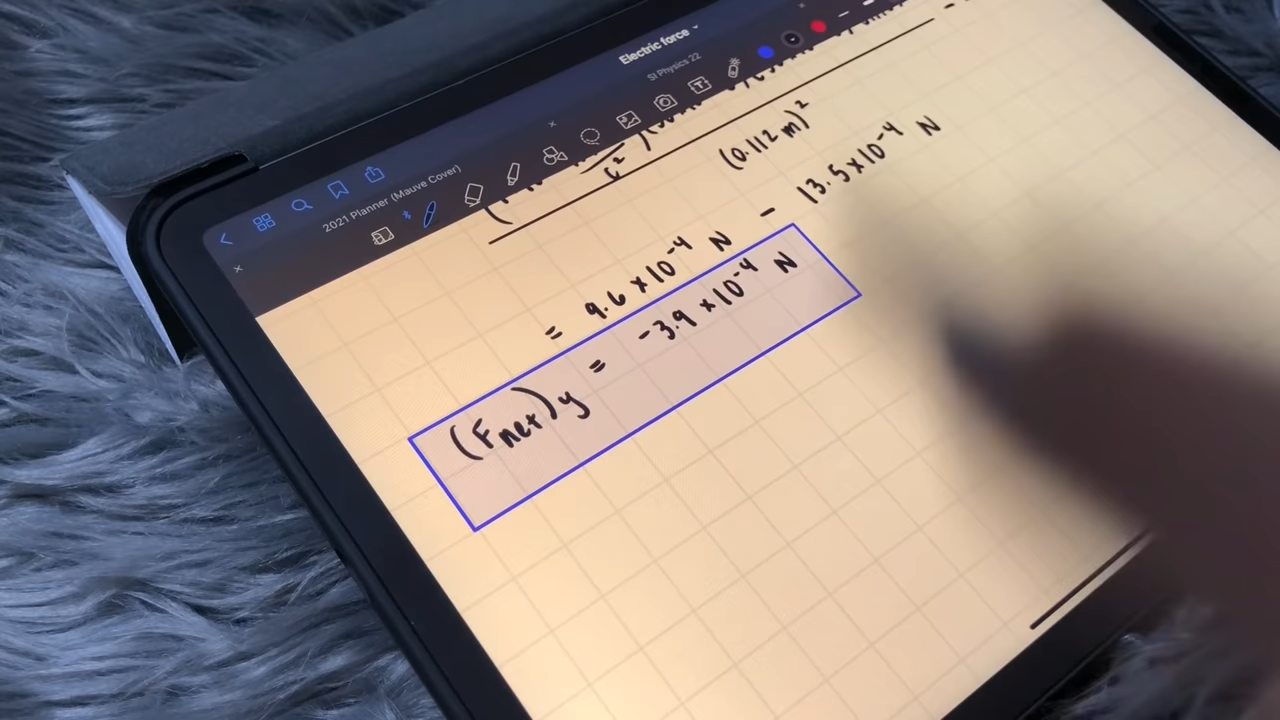 Electric force
SI Physics 22
2021 Planner (Mauve Cover)
C²
(0.112 m)²
= 9.6 x 10⁻⁴ N - 13.5 x 10⁻⁴ N
(Fnet)y = -3.9 x 10⁻⁴ N